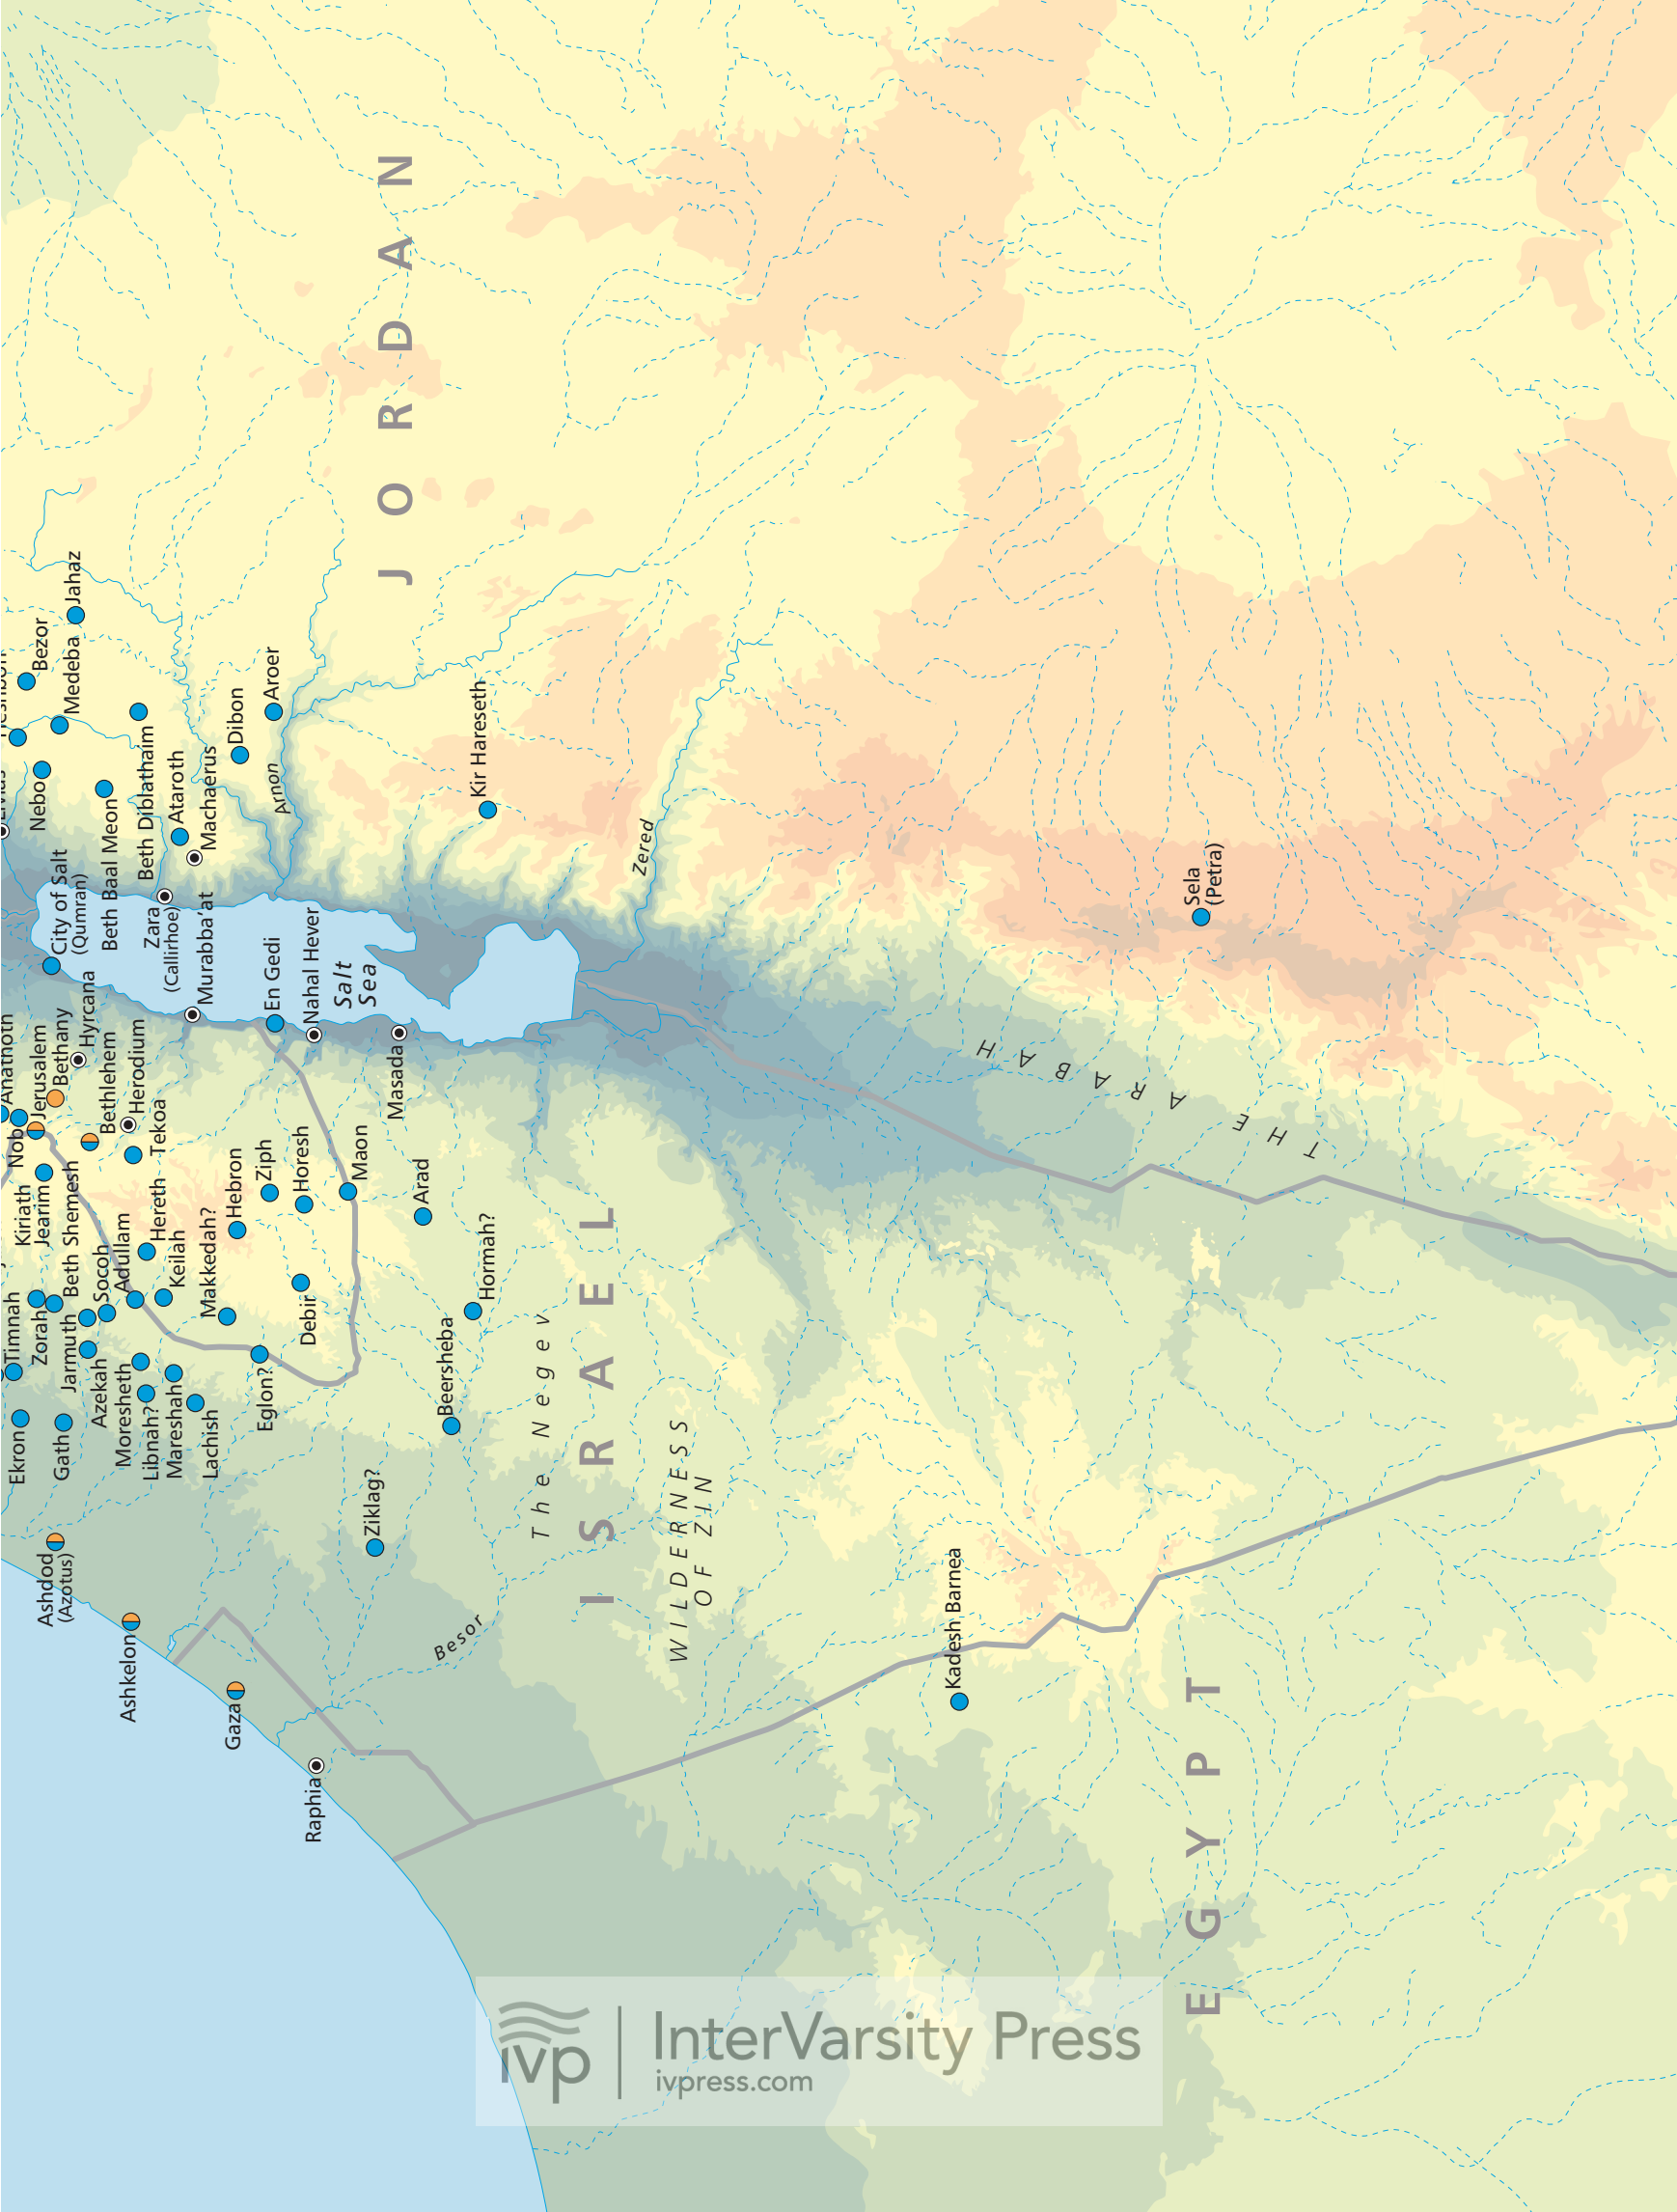 Heshbon
Bezor
Jahaz
Medeba
Nebo
Beth Baal Meon
Beth Diblathaim
Ataroth
Machaerus
Dibon
Aroer
Arnon
J O R D A N
Kir Hareseth
Zered
Sela
(Petra)
City of Salt
(Qumran)
Zara
(Callirhoe)
Murabba‘at
En Gedi
Nahal Hever
Salt
Sea
Masada
Anathoth
Nob
Jerusalem
Bethany
Hyrcana
Bethlehem
Herodium
Tekoa
Kiriath
Jearim
Beth Shemesh
Socoh
Adullam
Hereth
Keilah
Makkedah?
Hebron
Ziph
Horesh
Maon
Arad
Hormah?
Debir
Timnah
Zorah
Jarmuth
Azekah
Moresheth
Libnah?
Mareshah
Lachish
Eglon?
Beersheba
Ekron
Gath
Ziklag?
Ashdod
(Azotus)
Ashkelon
Gaza
Raphia
Besor
The Negev
I S R A E L
WILDERNESS
OF ZIN
THE ARABAH
Kadesh Barnea
E G Y P T
ivp
InterVarsity Press
ivpress.com